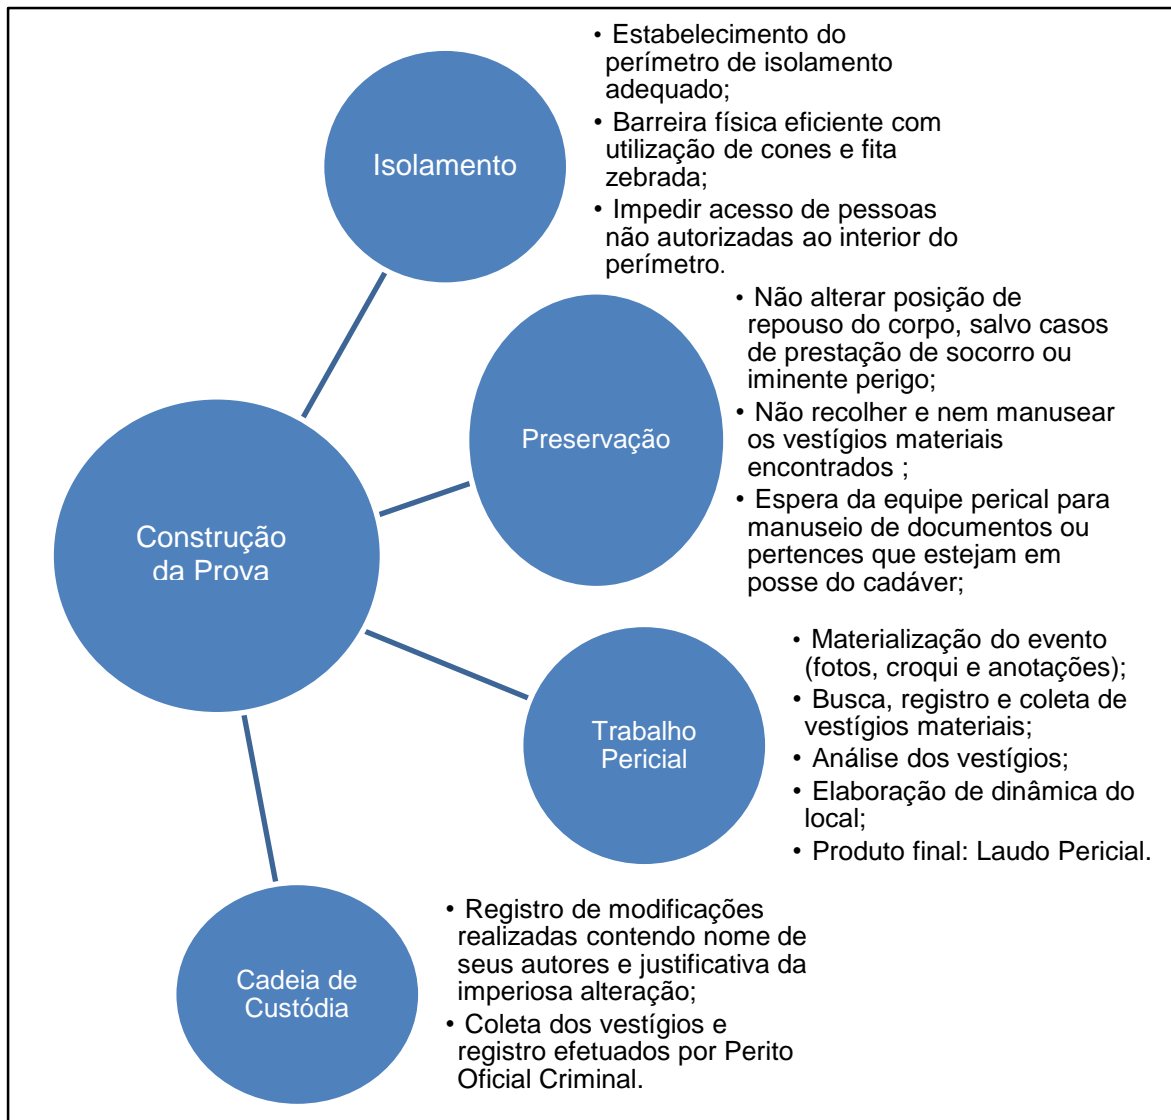 Isolamento
• Estabelecimento do
perímetro de isolamento
adequado;
• Barreira física eficiente com
utilização de cones e fita
zebrada;
• Impedir acesso de pessoas
não autorizadas ao interior do
perímetro.
Preservação
• Não alterar posição de
repouso do corpo, salvo casos
de prestação de socorro ou
iminente perigo;
• Não recolher e nem manusear
os vestígios materiais
encontrados ;
• Espera da equipe perical para
manuseio de documentos ou
pertences que estejam em
posse do cadáver;
Construção
da Prova
Trabalho
Pericial
• Materialização do evento
(fotos, croqui e anotações);
• Busca, registro e coleta de
vestígios materiais;
• Análise dos vestígios;
• Elaboração de dinâmica do
local;
• Produto final: Laudo Pericial.
Cadeia de
Custódia
• Registro de modificações
realizadas contendo nome de
seus autores e justificativa da
imperiosa alteração;
• Coleta dos vestígios e
registro efetuados por Perito
Oficial Criminal.